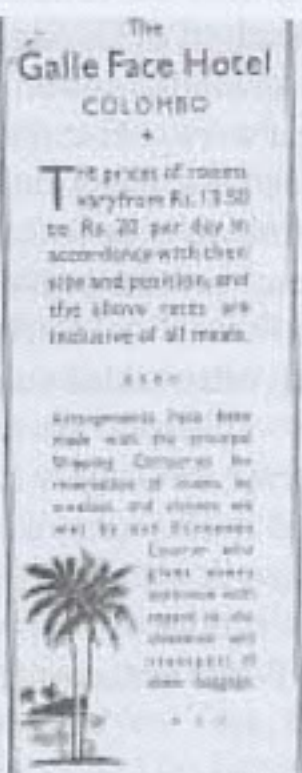 The
Galle Face Hotel
COLOMBO
The prices of rooms
vary from Rs. 13.50
to Rs. 20 per day in
accordance with their
size and position, and
the above rates are
inclusive of all meals.
Arrangements have been
made with the principal
Shipping Companies for
reservation of rooms by
wireless, and visitors are
met by our European
Courier who
gives every
assistance with
regard to the
clearance and
transport of
their baggage.